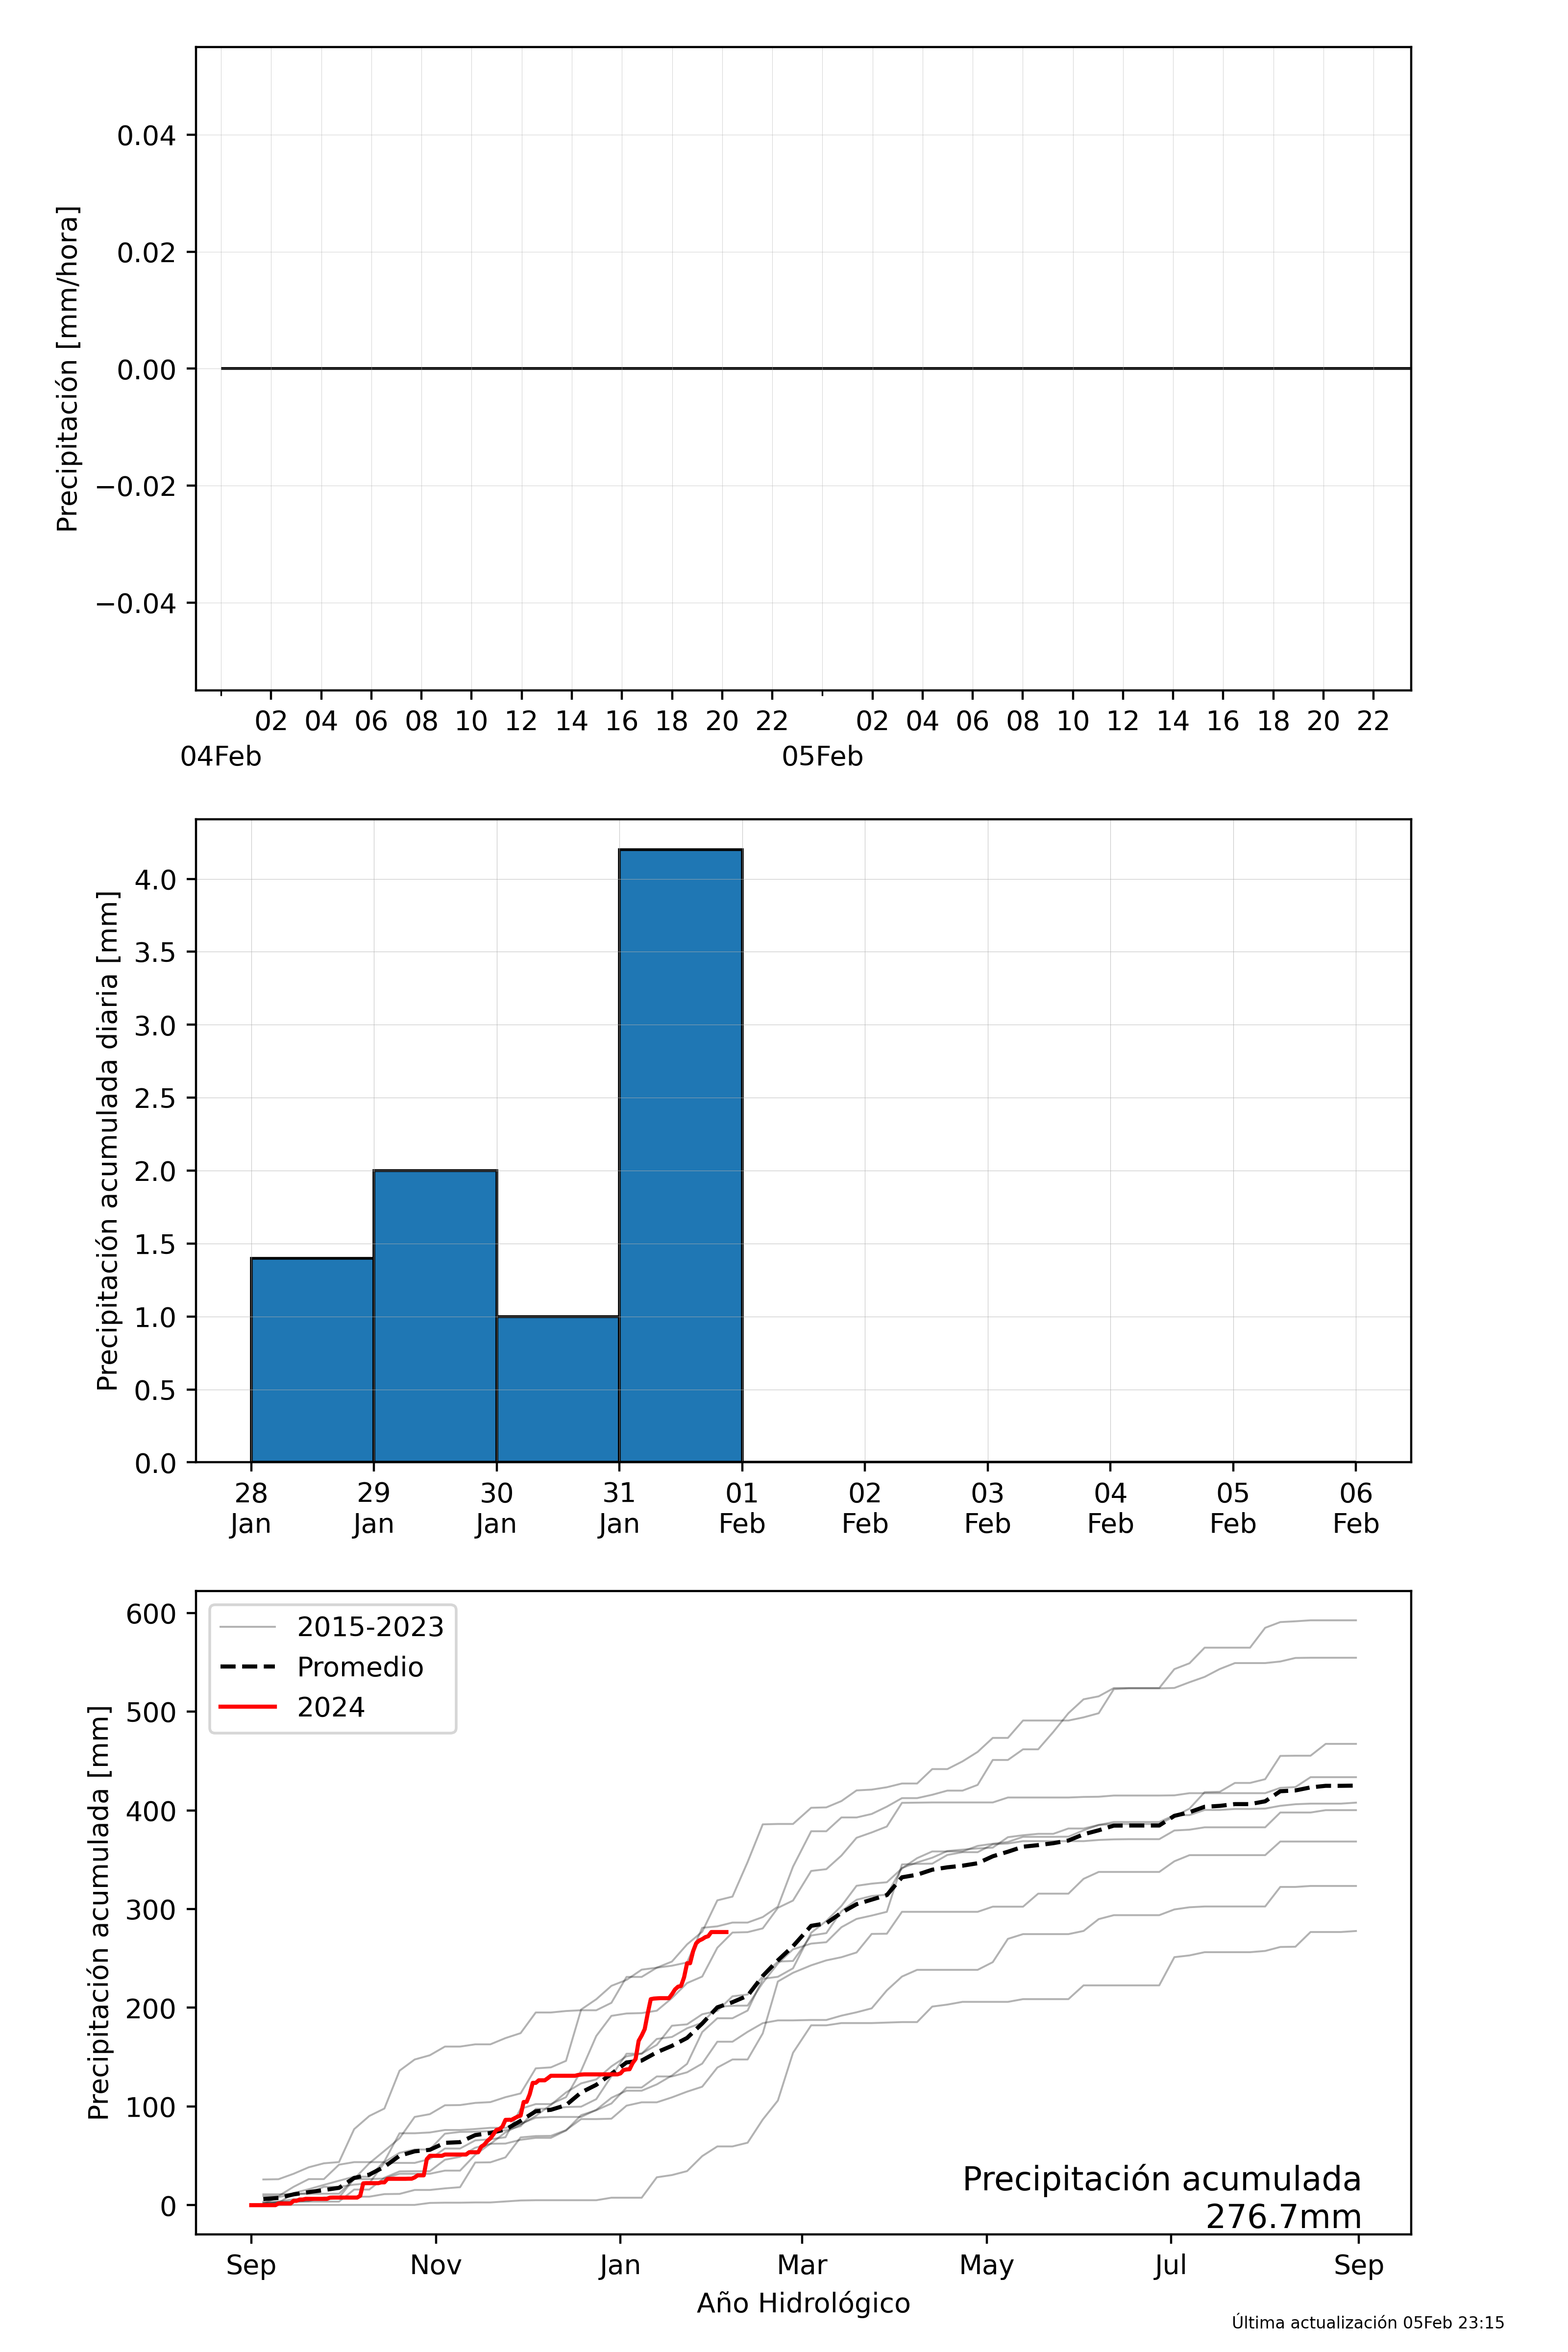 Precipitación [mm/hora]
0.04
0.02
0.00
−0.02
−0.04
02 04 06 08 10 12 14 16 18 20 22 02 04 06 08 10 12 14 16 18 20 22
04Feb 05Feb
Precipitación acumulada diaria [mm]
4.0
3.5
3.0
2.5
2.0
1.5
1.0
0.5
0.0
28 29 30 31 01 02 03 04 05 06
Jan Jan Jan Jan Feb Feb Feb Feb Feb Feb
Precipitación acumulada [mm]
600
500
400
300
200
100
0
2015-2023
Promedio
2024
Precipitación acumulada
276.7mm
Sep Nov Jan Mar May Jul Sep
Año Hidrológico
Última actualización 05Feb 23:15